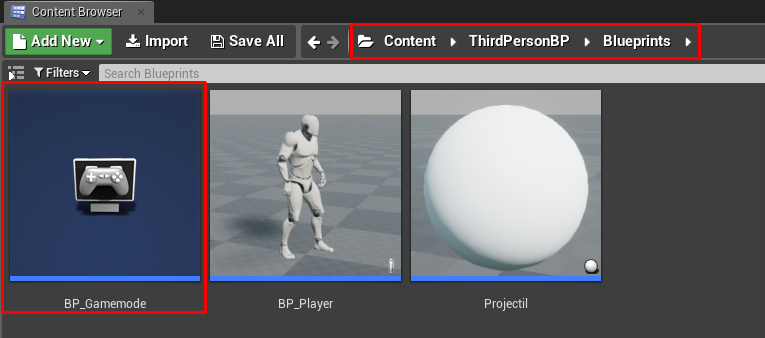 Content Browser
Add New Import Save All Content ThirdPersonBP Blueprints
Filters Search Blueprints
BP_Gamemode BP_Player Projectil